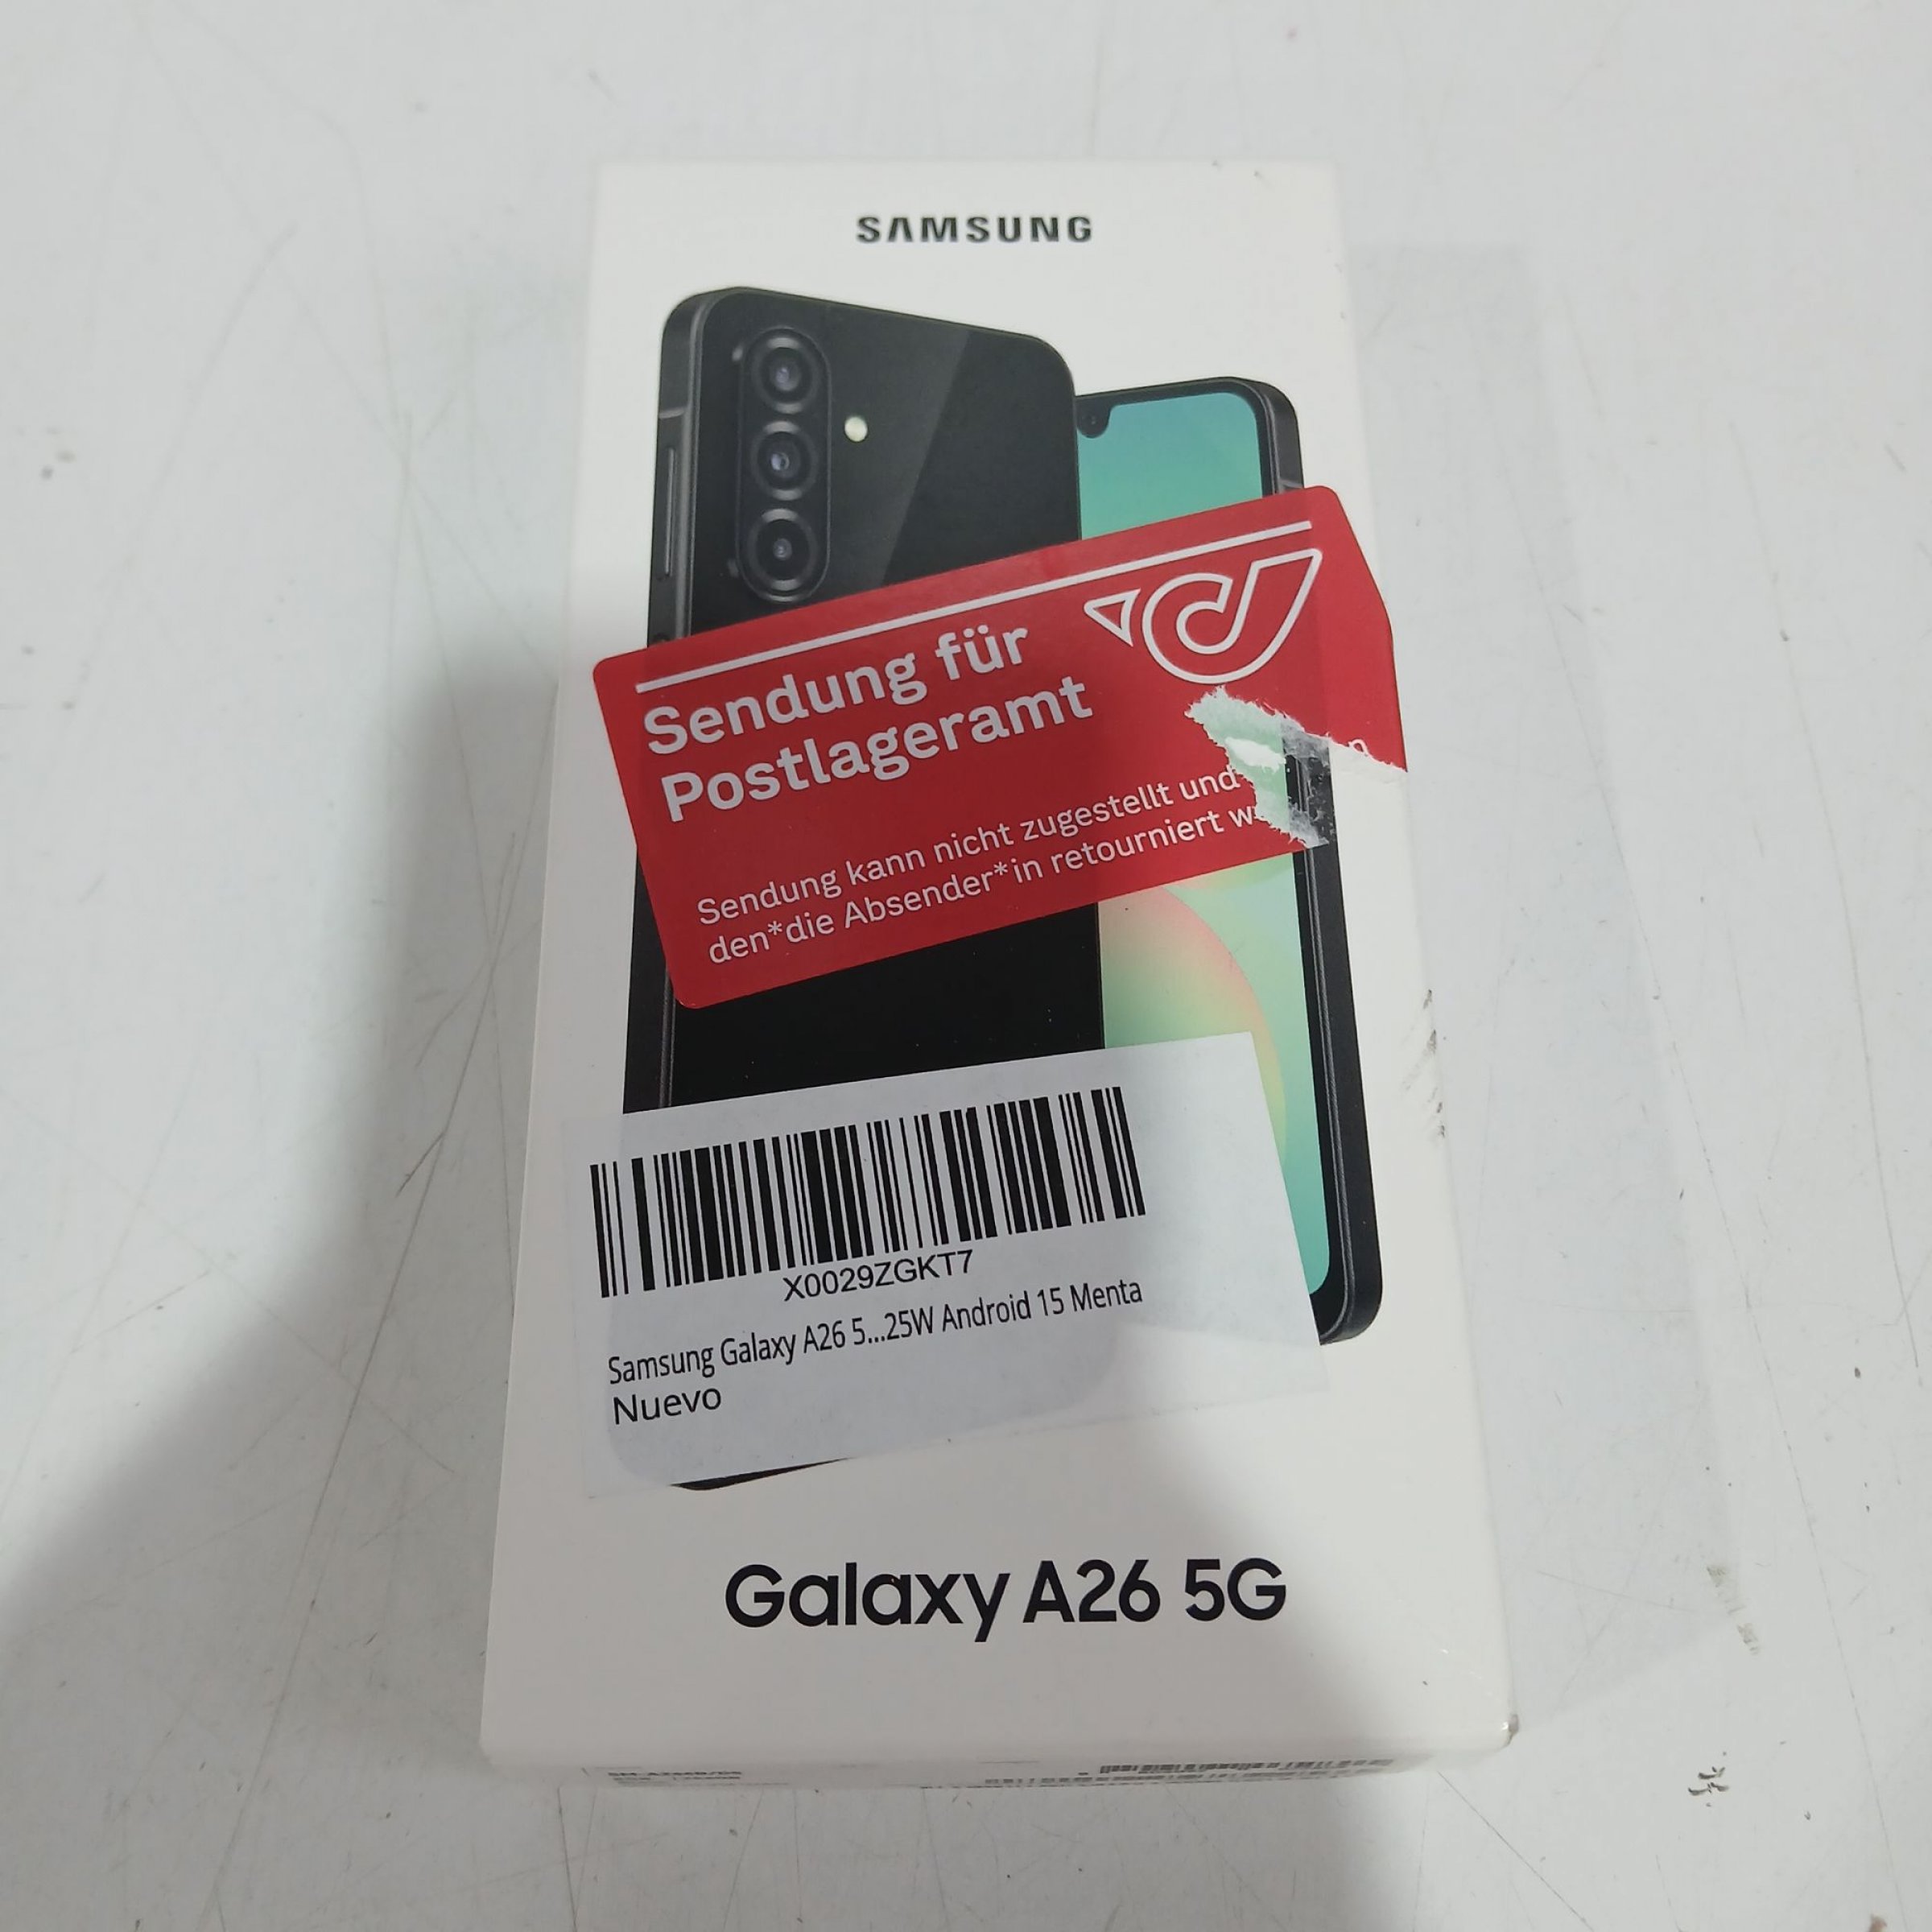 SAMSUNG
Sendung für
Postlageramt
Sendung kann nicht zugestellt und
den*die Absender*in retourniert
X0029ZGKT7
Samsung Galaxy A26 5...25W Android 15 Menta
Nuevo
Galaxy A26 5G